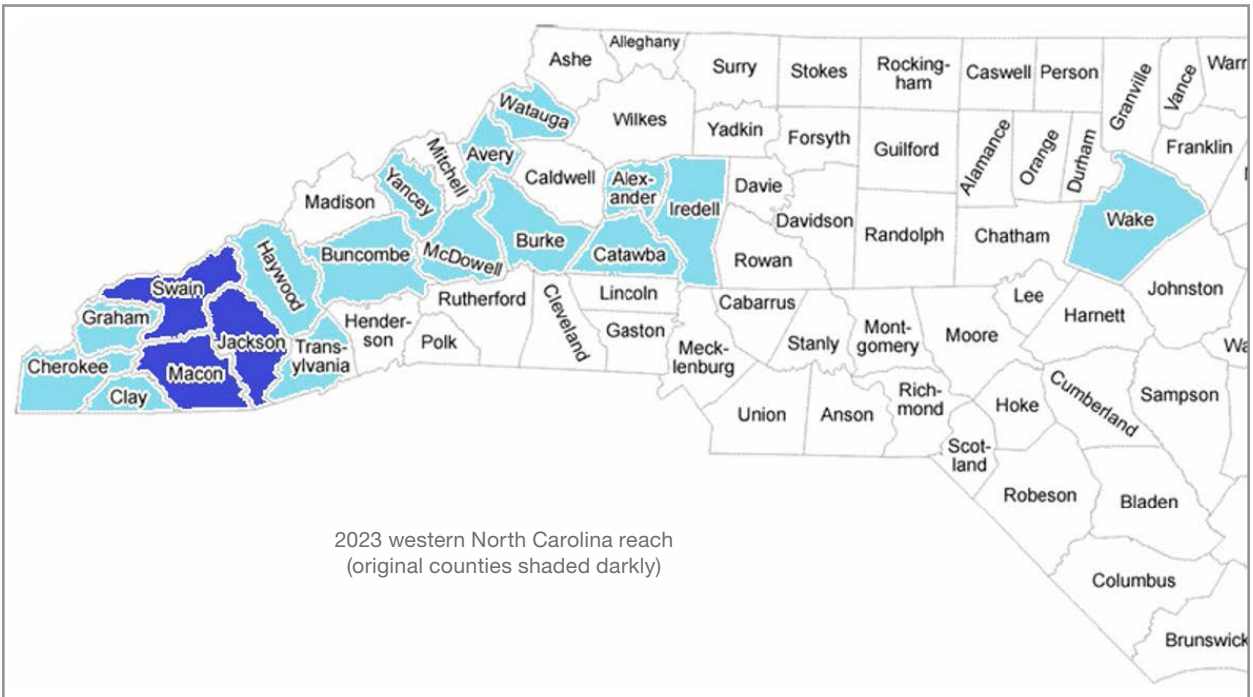 Ashe
Alleghany
Surry
Stokes
Rocking-
ham
Caswell
Person
Granville
Vance
Warr
Watauga
Wilkes
Yadkin
Forsyth
Guilford
Alamance
Orange
Durham
Franklin
Mitchell
Avery
Caldwell
Alex-
ander
Iredell
Davie
Davidson
Madison
Yancey
Buncombe
McDowell
Burke
Catawba
Rowan
Randolph
Chatham
Wake
Johnston
Haywood
Swain
Graham
Jackson
Trans-
ylvania
Hender-
son
Rutherford
Polk
Cleveland
Lincoln
Gaston
Cabarrus
Meck-
lenburg
Stanly
Mont-
gomery
Moore
Lee
Harnett
Wa
Cherokee
Clay
Macon
Union
Anson
Rich-
mond
Scot-
land
Hoke
Cumberland
Sampson
Robeson
Bladen
Columbus
Brunswick
2023 western North Carolina reach
(original counties shaded darkly)